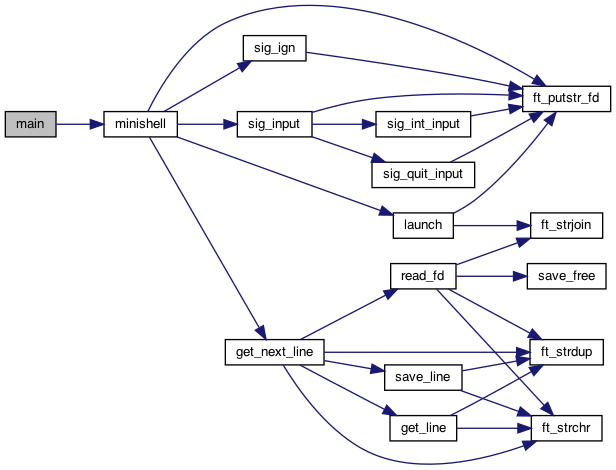 main
minishell
sig_ign
sig_input
sig_int_input
sig_quit_input
ft_putstr_fd
launch
ft_strjoin
read_fd
save_free
get_next_line
save_line
get_line
ft_strdup
ft_strchr